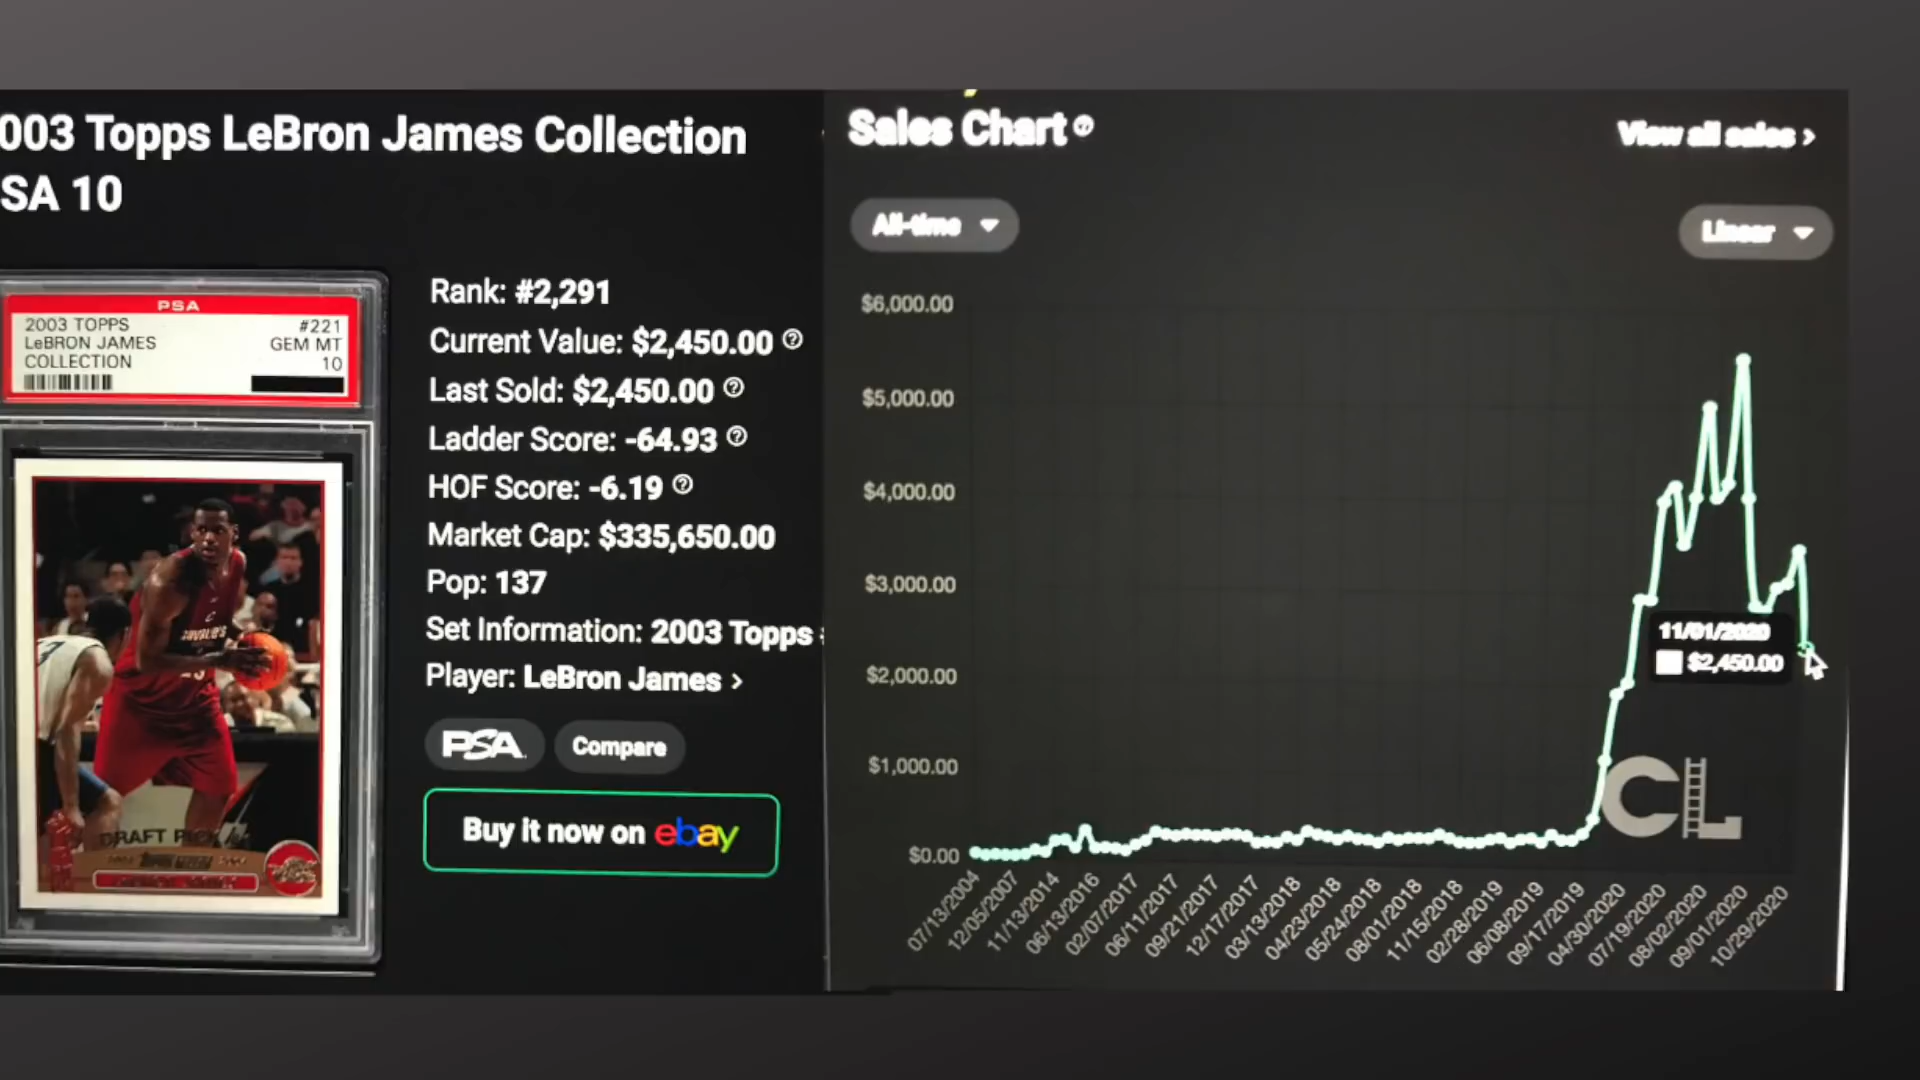 003 Topps LeBron James Collection
SA 10
PSA
2003 TOPPS #221
LeBRON JAMES GEM MT
COLLECTION 10
DRAFT PICK
Rank: #2,291
Current Value: $2,450.00
Last Sold: $2,450.00
Ladder Score: -64.93
HOF Score: -6.19
Market Cap: $335,650.00
Pop: 137
Set Information: 2003 Topps
Player: LeBron James >
PSA Compare
Buy it now on ebay
Sales Chart
View all sales >
All-time
Linear
$6,000.00
$5,000.00
$4,000.00
$3,000.00
$2,000.00
$1,000.00
$0.00
11/01/2020
$2,450.00
CL
07/13/2004
12/05/2007
11/13/2014
06/13/2016
02/07/2017
06/11/2017
09/21/2017
12/17/2017
03/13/2018
04/23/2018
05/24/2018
08/01/2018
11/15/2018
02/28/2019
06/08/2019
09/17/2019
04/30/2020
07/19/2020
08/02/2020
09/01/2020
10/29/2020